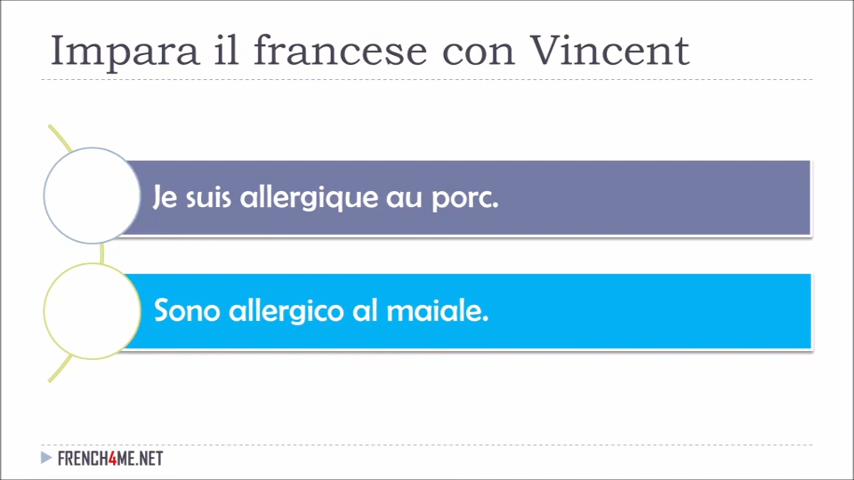 Impara il francese con Vincent
Je suis allergique au porc.
Sono allergico al maiale.
FRENCH4ME.NET